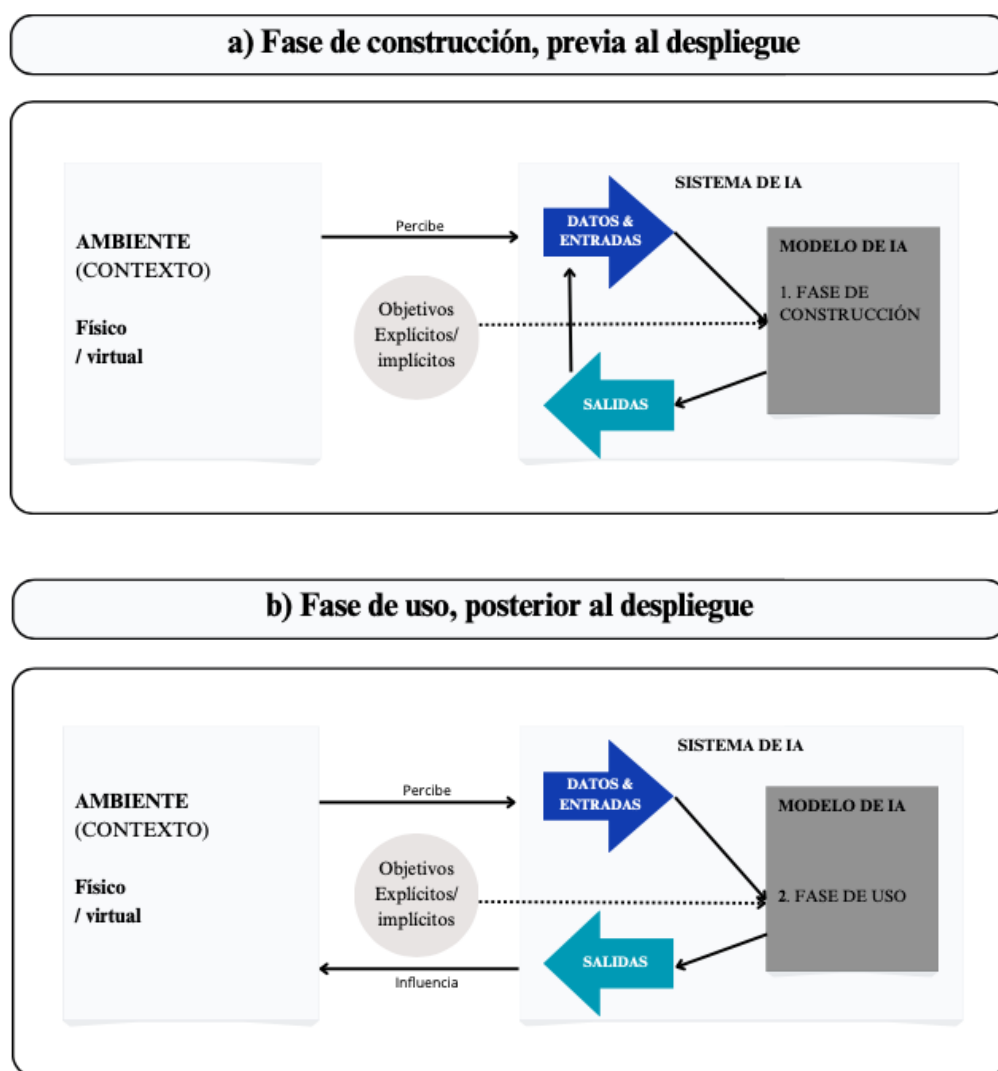 a) Fase de construcción, previa al despliegue
SISTEMA DE IA
AMBIENTE
(CONTEXTO)
Físico
/ virtual
Percibe
Objetivos
Explícitos/
implícitos
DATOS &
ENTRADAS
MODELO DE IA
1. FASE DE
CONSTRUCCIÓN
SALIDAS
b) Fase de uso, posterior al despliegue
SISTEMA DE IA
AMBIENTE
(CONTEXTO)
Físico
/ virtual
Percibe
Objetivos
Explícitos/
implícitos
Influencia
DATOS &
ENTRADAS
MODELO DE IA
2. FASE DE USO
SALIDAS